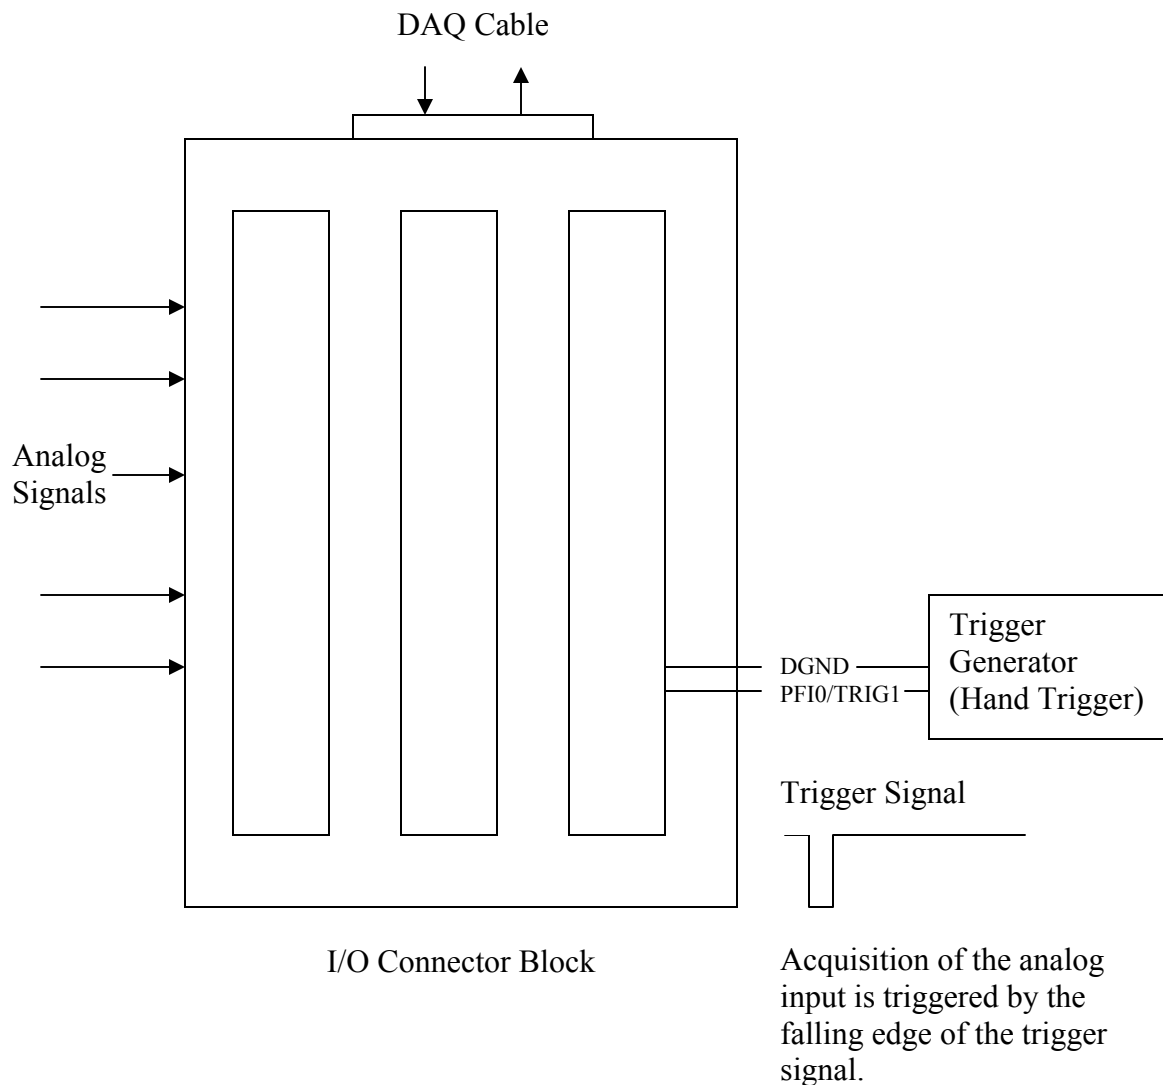 DAQ Cable
Analog
Signals
DGND
PFI0/TRIG1
Trigger
Generator
(Hand Trigger)
Trigger Signal
I/O Connector Block
Acquisition of the analog
input is triggered by the
falling edge of the trigger
signal.